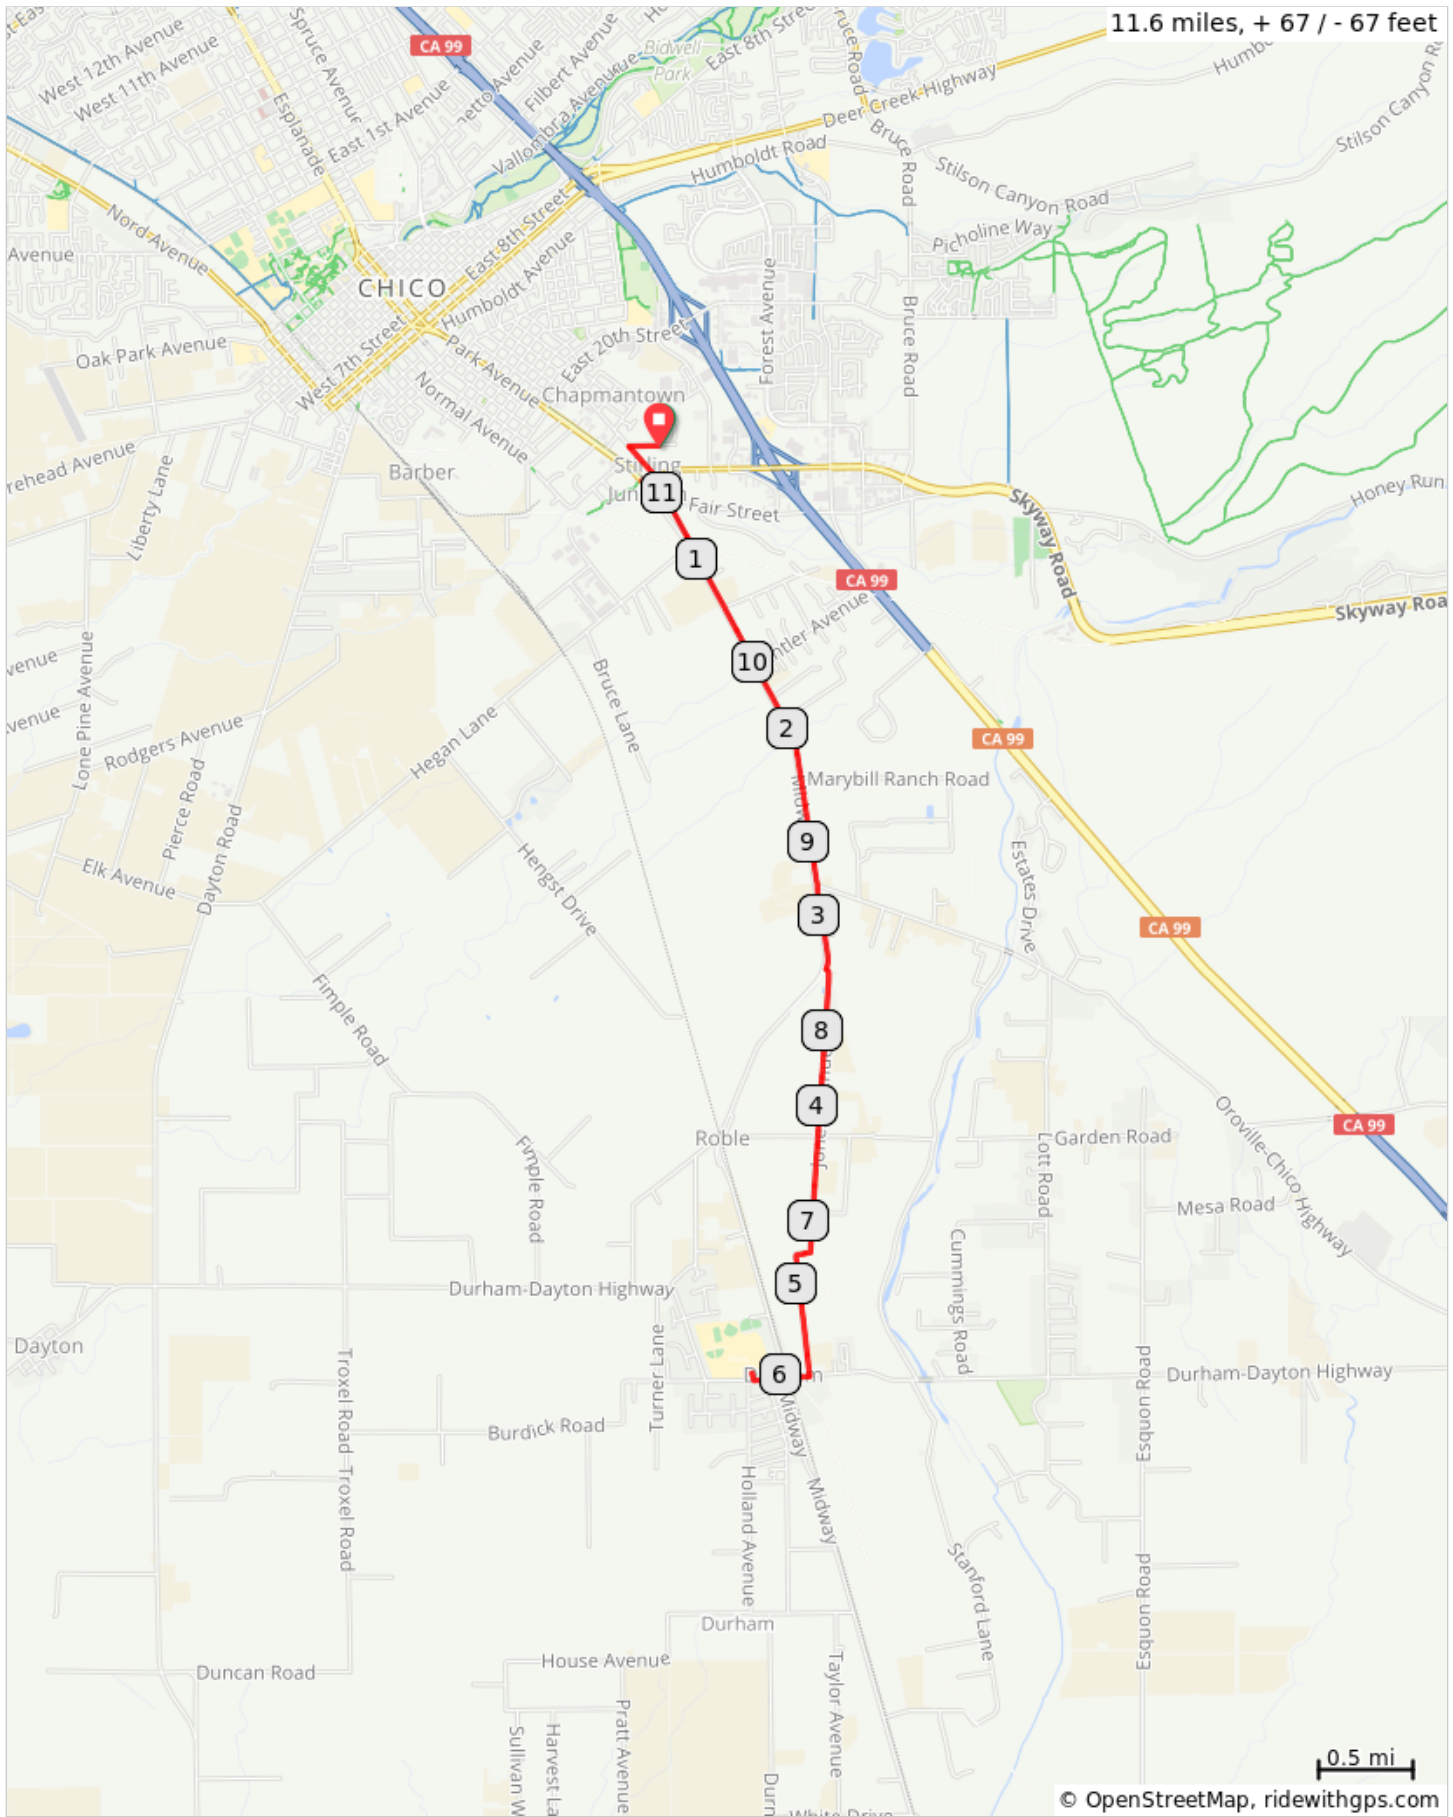 11.6 miles, + 67 / - 67 feet
CA 99
West 12th Avenue
West 11th Avenue
Spruce Avenue
Esplanade
East 1st Avenue
Filbert Avenue
Vallombra Avenue
Bidwell
Park
East 8th Street
Bruce Road
Deer Creek Highway
Humboldt Road
Bruce Road
Stilson Canyon Road
Stilson Canyon R
Picholine Way
Nord Avenue
Avenue
CHICO
East 8th Street
Humboldt Avenue
East 20th Street
Forest Avenue
Bruce Road
Oak Park Avenue
West 7th Street
Park Avenue
Normal Avenue
Chapmantown
Barber
Stirling
Fair Street
Liberty Lane
Skyway Road
Honey Run
CA 99
Skyway Roa
11
1
10
2
9
3
8
4
7
5
6
Lone Pine Avenue
Rodgers Avenue
Pierce Road
Elk Avenue
Dayton Road
Hegan Lane
Bruce Lane
Hengst Drive
Marybill Ranch Road
CA 99
Estates Drive
CA 99
Fimple Road
Fimple Road
Roble
Garden Road
Lott Road
CA 99
Mesa Road
Oroville-Chico Highway
Cummings Road
Durham-Dayton Highway
Dayton
Turner Lane
Troxel Road
Troxel Road
Burdick Road
Durham-Dayton Highway
Midway
Midway
Holland Avenue
Esquon Road
Esquon Road
Stanford Lane
Durham
Duncan Road
House Avenue
Pratt Avenue
Taylor Avenue
Sullivan W
Harvest La
Durn
White Drive
0.5 mi
© OpenStreetMap, ridewithgps.com